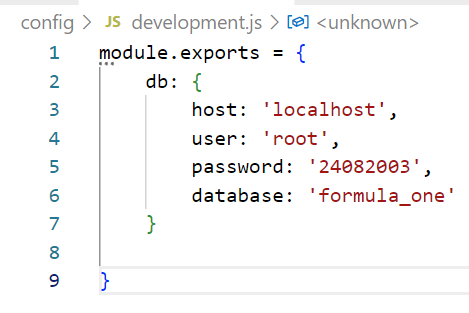 config > JS development.js > <unknown>
1 module.exports = {
2 db: {
3 host: 'localhost',
4 user: 'root',
5 password: '24082003',
6 database: 'formula_one'
7 }
8
9 }